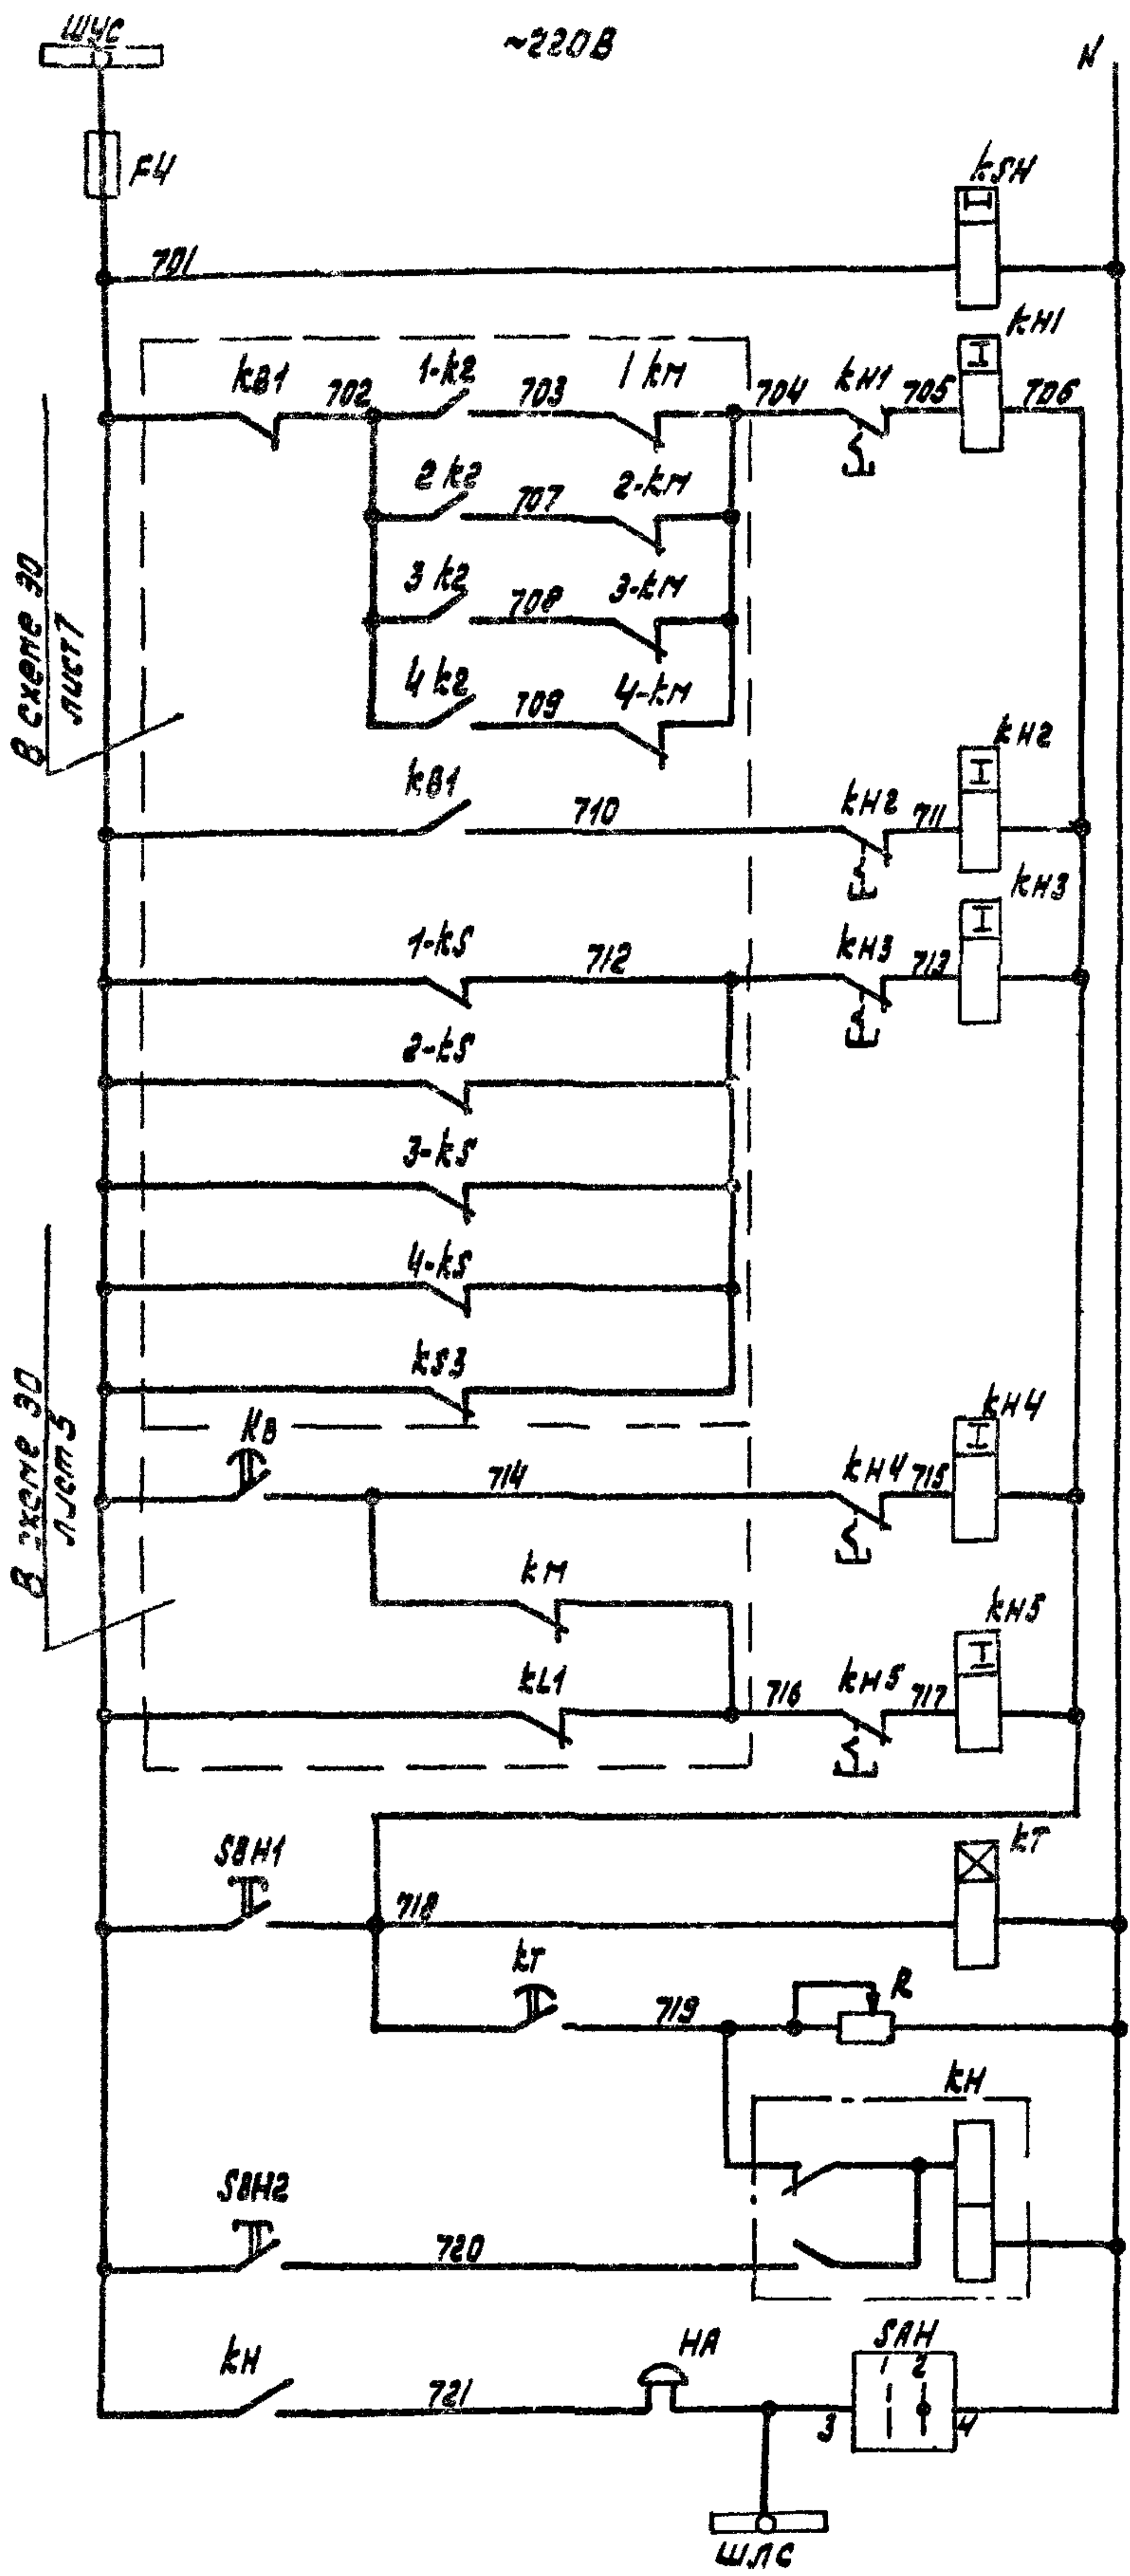 ШУС ~220В N
F4
KSH
701
KH1
KB1 702 1-K2 703 1 KM 704 KH1 705 706
2 K2 707 2-KM
3 K2 708 3-KM
4 K2 709 4-KM
В схеме ЭО
лист 7
KH2
KB1 710 KH2 711
KH3
1-KS 712 KH3 713
2-KS
3-KS
4-KS
KS3
В схеме ЭО
лист 5
KH4
KB 714 KH4 715
KM
KH5
KL1 716 KH5 717
SBH1 718 KT
KT 719 R
KH
SBH2 720
KH 721 HA SAH
1 2
3 4
ШЛС